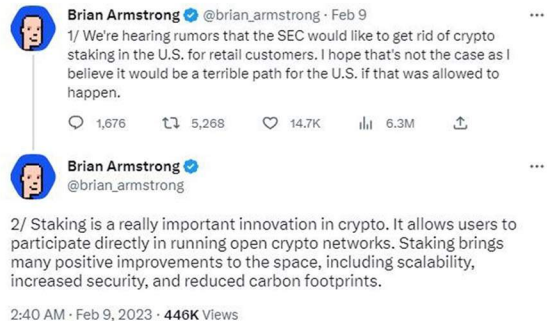 Brian Armstrong @brian_armstrong · Feb 9
1/ We're hearing rumors that the SEC would like to get rid of crypto
staking in the U.S. for retail customers. I hope that's not the case as I
believe it would be a terrible path for the U.S. if that was allowed to
happen.
1,676 5,268 14.7K 6.3M
Brian Armstrong
@brian_armstrong
2/ Staking is a really important innovation in crypto. It allows users to
participate directly in running open crypto networks. Staking brings
many positive improvements to the space, including scalability,
increased security, and reduced carbon footprints.
2:40 AM · Feb 9, 2023 · 446K Views